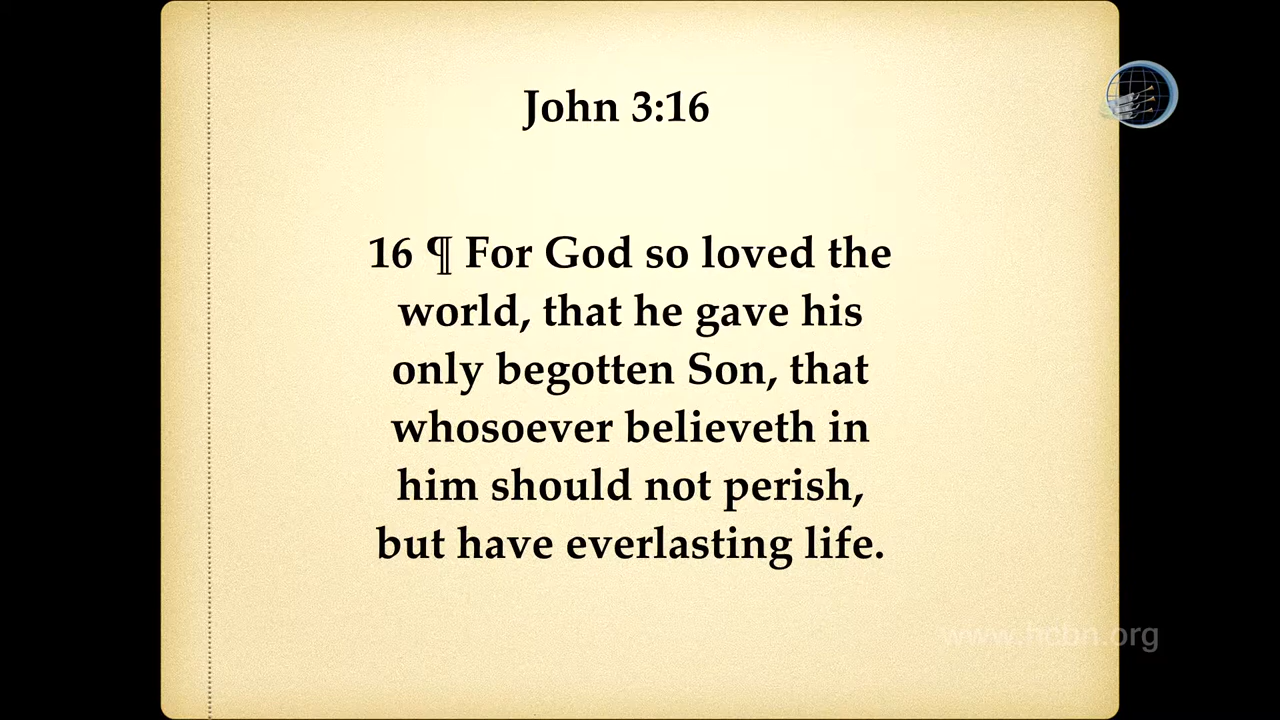 John 3:16
16 ¶ For God so loved the
world, that he gave his
only begotten Son, that
whosoever believeth in
him should not perish,
but have everlasting life.
www.hcbn.org